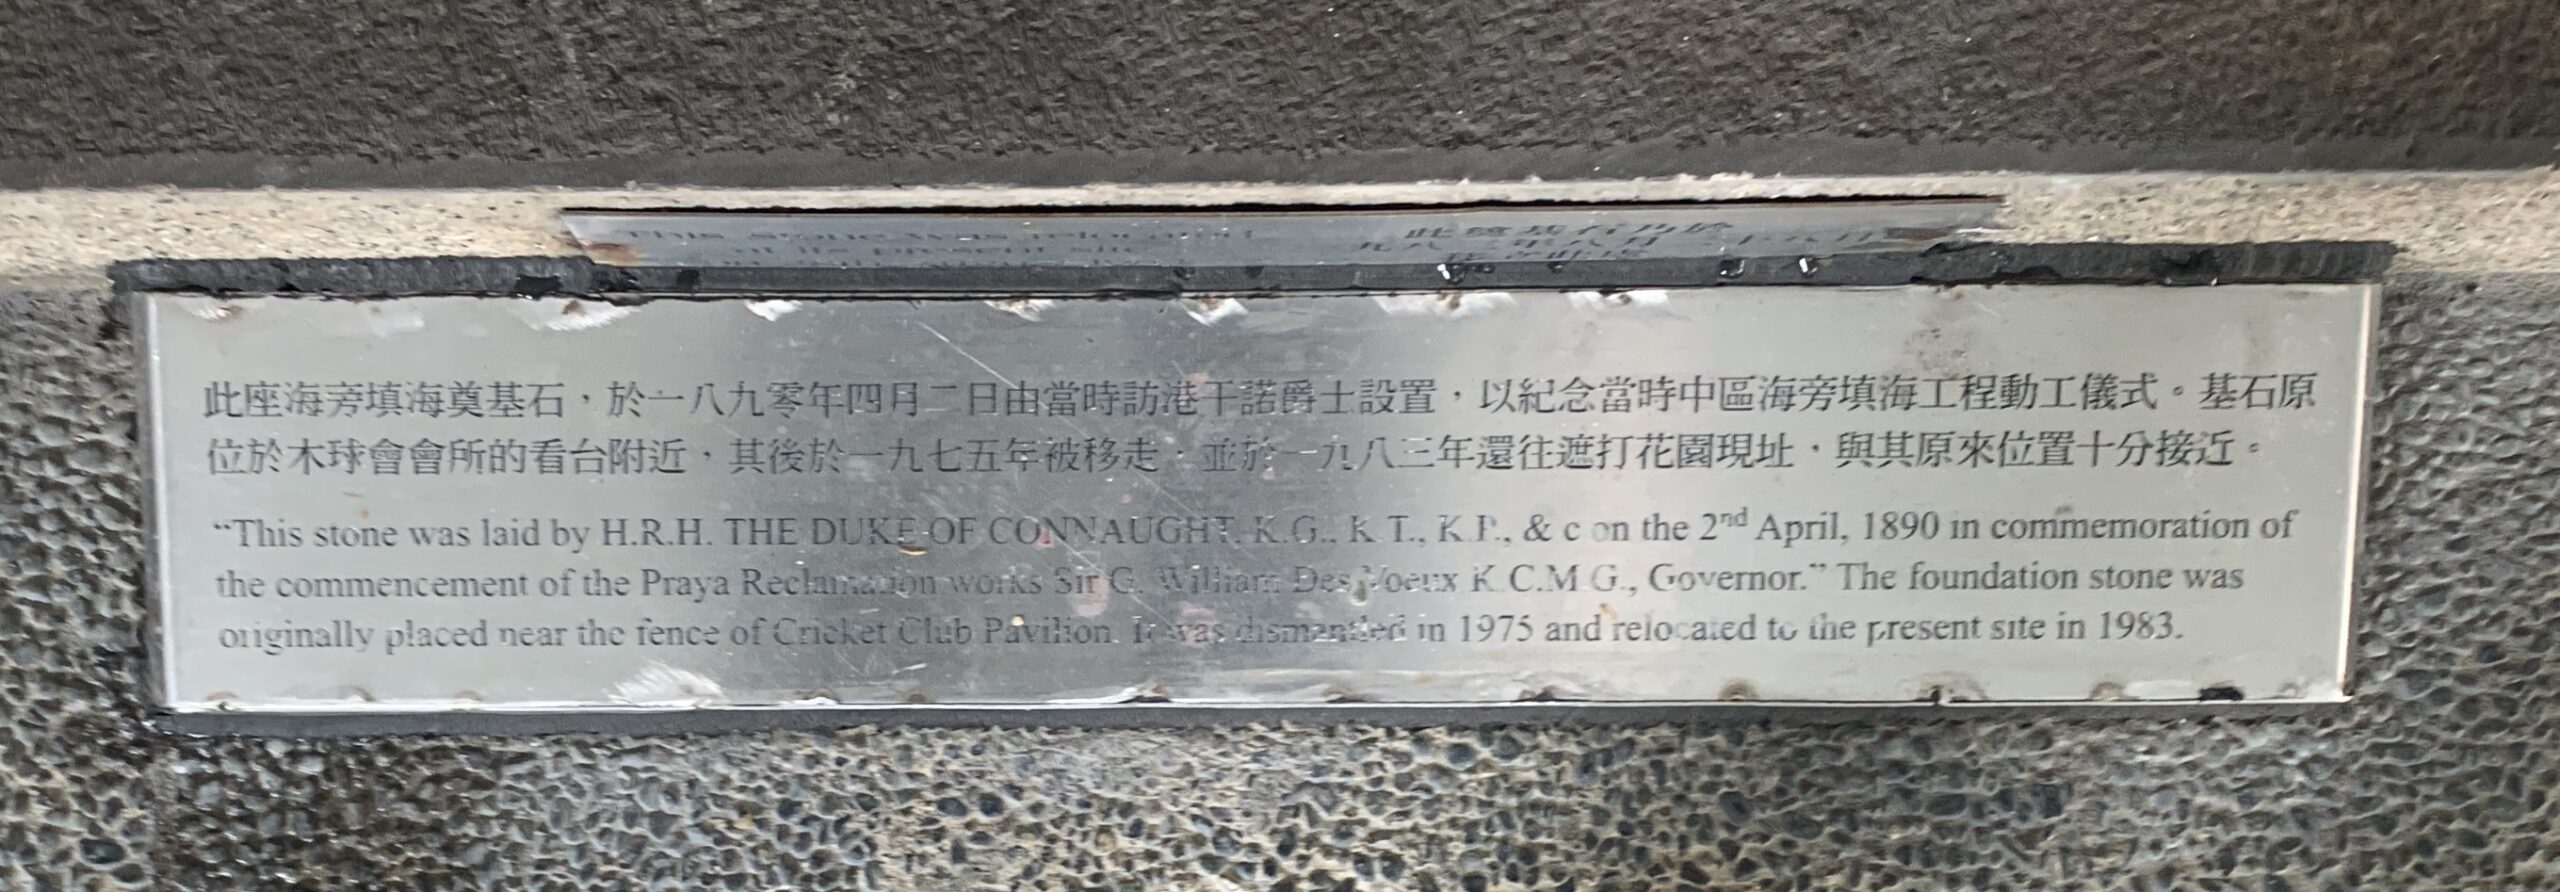 This stone was relocated
此座海旁填海奠基石，於一八九零年四月二日由當時訪港干諾爵士設置，以紀念當時中區海旁填海工程動工儀式。基石原
位於木球會會所的看台附近，其後於一九七五年被移走，並於一九八三年還往遮打花園現址，與其原來位置十分接近。
“This stone was laid by H.R.H. THE DUKE OF CONNAUGHT. K.G., K.T., K.P., & c on the 2nd April, 1890 in commemoration of
the commencement of the Praya Reclamation works Sir G. William Des Voeux K.C.M.G., Governor.” The foundation stone was
originally placed near the fence of Cricket Club Pavilion. It was dismantled in 1975 and relocated to the present site in 1983.